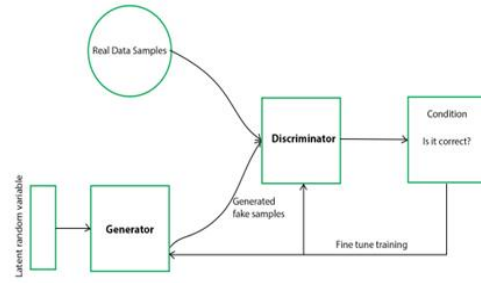 Real Data Samples
Discriminator
Condition
Is it correct?
Latent random variable
Generator
Generated
fake samples
Fine tune training